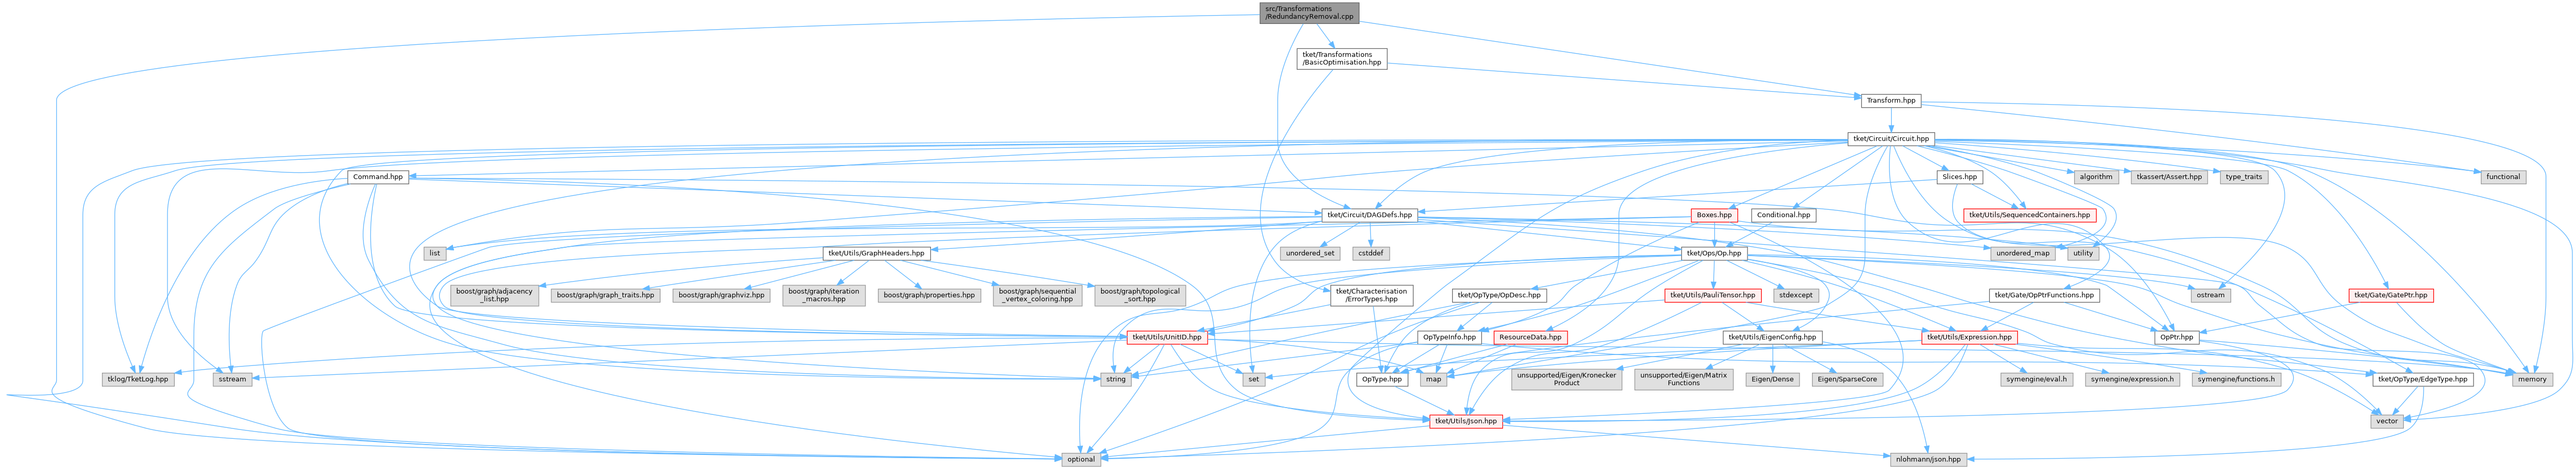 src/Transformations
/RedundancyRemoval.cpp
tket/Transformations
/BasicOptimisation.hpp
Transform.hpp
tket/Circuit/Circuit.hpp
Command.hpp
Slices.hpp
algorithm
tkassert/Assert.hpp
type_traits
functional
tket/Circuit/DAGDefs.hpp
Boxes.hpp
Conditional.hpp
tket/Utils/SequencedContainers.hpp
list
tket/Utils/GraphHeaders.hpp
unordered_set
cstddef
tket/Ops/Op.hpp
unordered_map
utility
boost/graph/adjacency
_list.hpp
boost/graph/graph_traits.hpp
boost/graph/graphviz.hpp
boost/graph/iteration
_macros.hpp
boost/graph/properties.hpp
boost/graph/sequential
_vertex_coloring.hpp
boost/graph/topological
_sort.hpp
tket/Characterisation
/ErrorTypes.hpp
tket/OpType/OpDesc.hpp
tket/Utils/PauliTensor.hpp
stdexcept
tket/Gate/OpPtrFunctions.hpp
ostream
tket/Gate/GatePtr.hpp
tket/Utils/UnitID.hpp
OpTypeInfo.hpp
ResourceData.hpp
tket/Utils/EigenConfig.hpp
tket/Utils/Expression.hpp
OpPtr.hpp
tklog/TketLog.hpp
sstream
string
set
OpType.hpp
map
unsupported/Eigen/Kronecker
Product
unsupported/Eigen/Matrix
Functions
Eigen/Dense
Eigen/SparseCore
symengine/eval.h
symengine/expression.h
symengine/functions.h
tket/OpType/EdgeType.hpp
memory
tket/Utils/Json.hpp
vector
optional
nlohmann/json.hpp